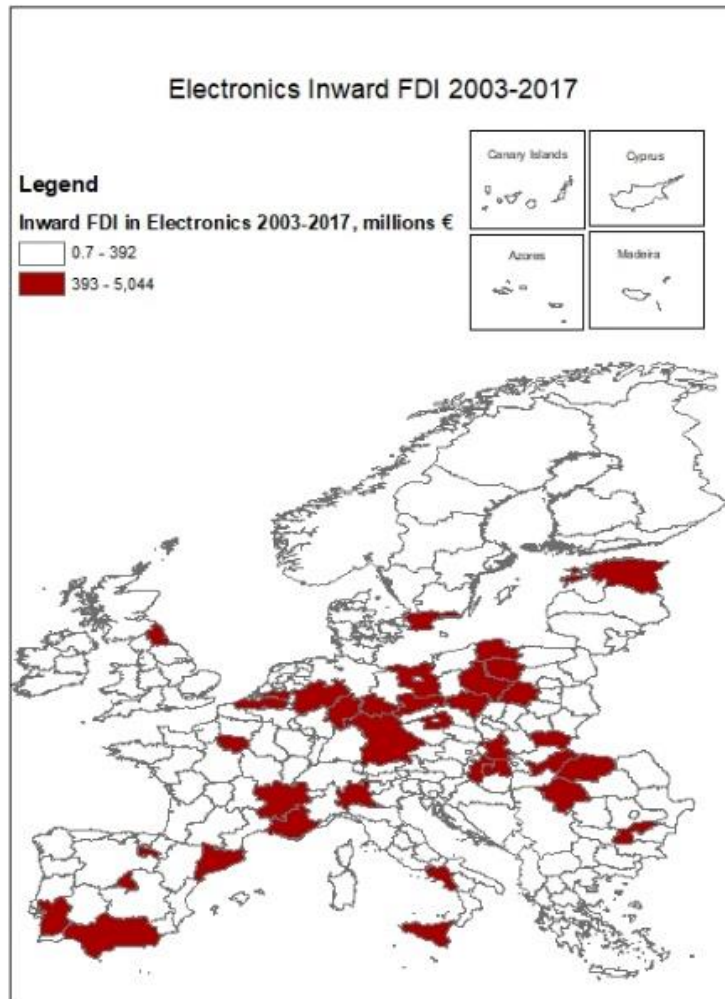 Electronics Inward FDI 2003-2017
Canary Islands
Cyprus
Legend
Inward FDI in Electronics 2003-2017, millions €
Azores
Madeira
0.7 - 392
393 - 5,044